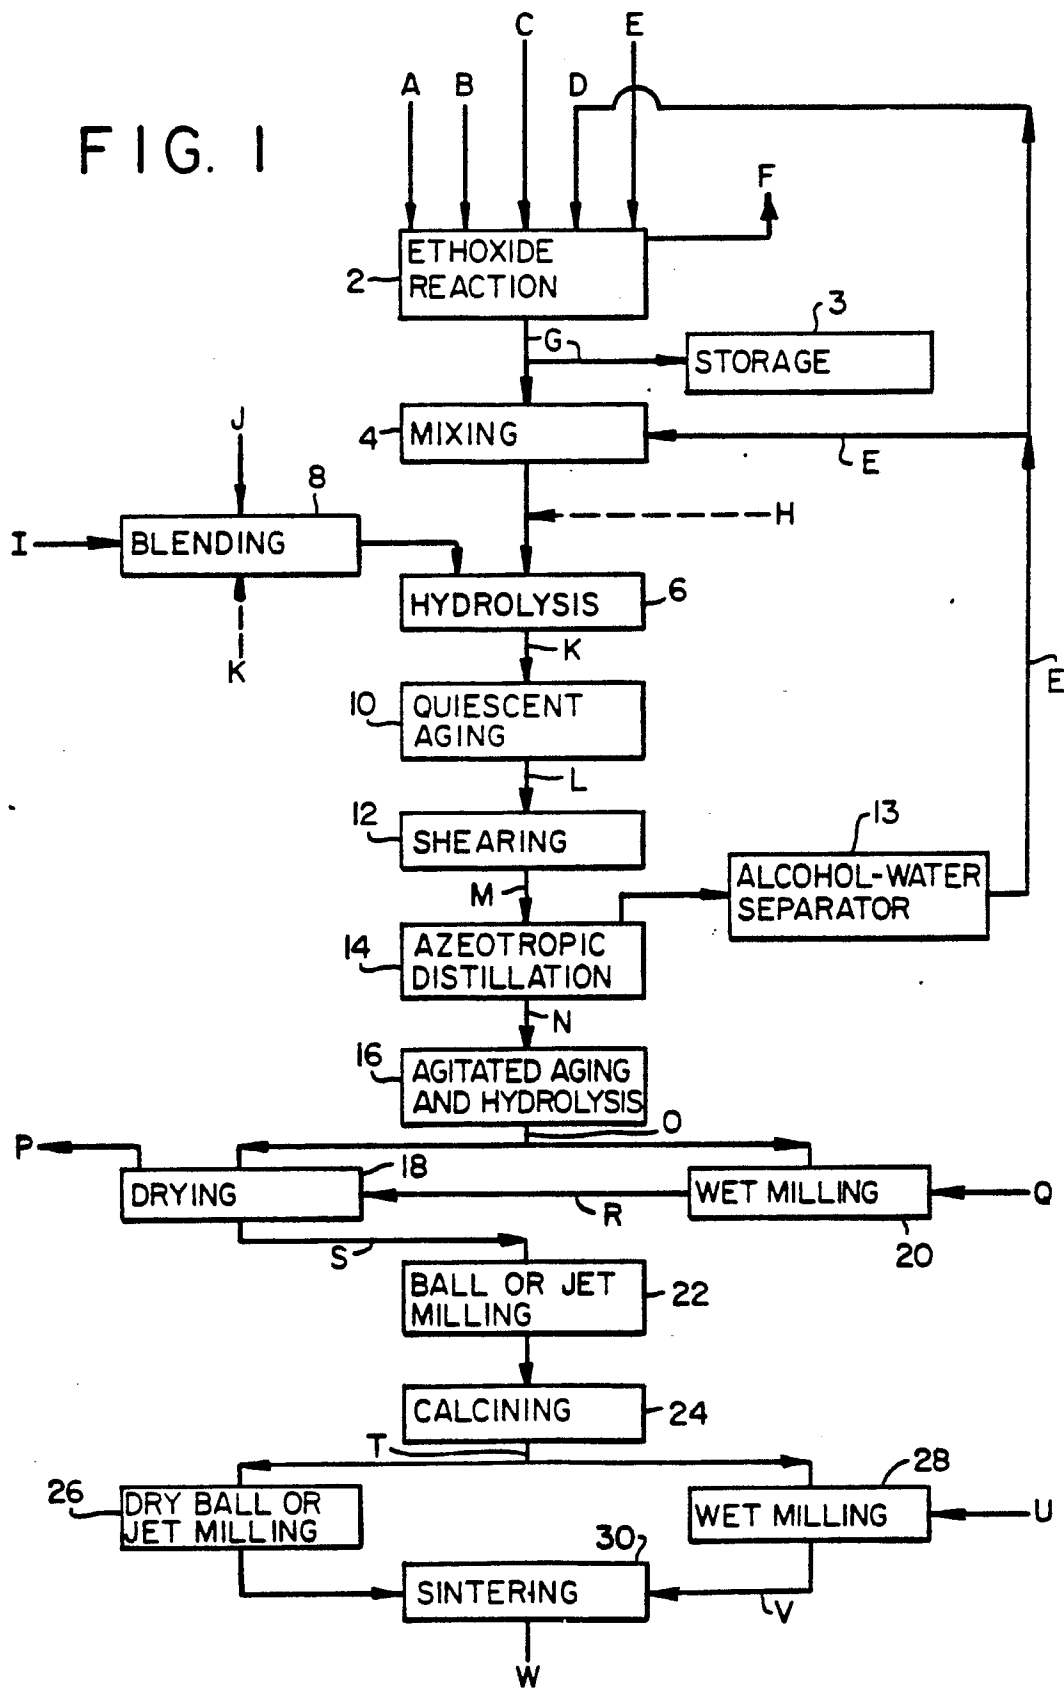 C E
A B D
FIG. 1
F
ETHOXIDE
REACTION
2
G
3
STORAGE
4
MIXING
E
J
8
H
I
BLENDING
HYDROLYSIS
6
K
K
10
QUIESCENT
AGING
E
L
12
SHEARING
13
M
ALCOHOL-WATER
SEPARATOR
14
AZEOTROPIC
DISTILLATION
N
16
AGITATED AGING
AND HYDROLYSIS
O
P
18
DRYING
R
WET MILLING
Q
20
S
BALL OR JET
MILLING
22
CALCINING
24
T
28
26
DRY BALL OR
JET MILLING
WET MILLING
U
30
SINTERING
V
W